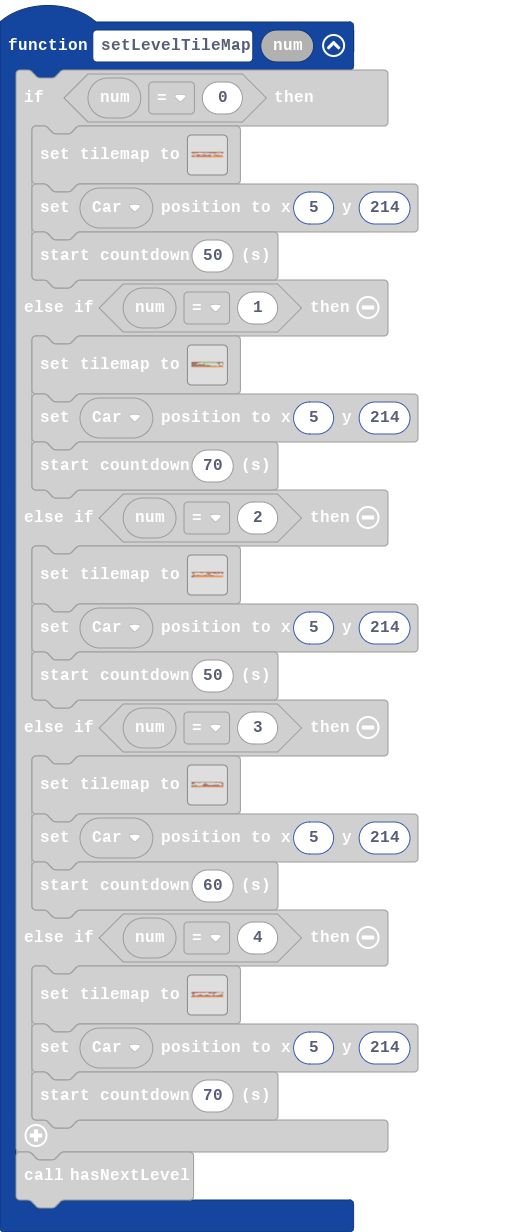 function setLevelTileMap num
if num = 0 then
set tilemap to
set Car position to x 5 y 214
start countdown 50 (s)
else if num = 1 then
set tilemap to
set Car position to x 5 y 214
start countdown 70 (s)
else if num = 2 then
set tilemap to
set Car position to x 5 y 214
start countdown 50 (s)
else if num = 3 then
set tilemap to
set Car position to x 5 y 214
start countdown 60 (s)
else if num = 4 then
set tilemap to
set Car position to x 5 y 214
start countdown 70 (s)
call hasNextLevel